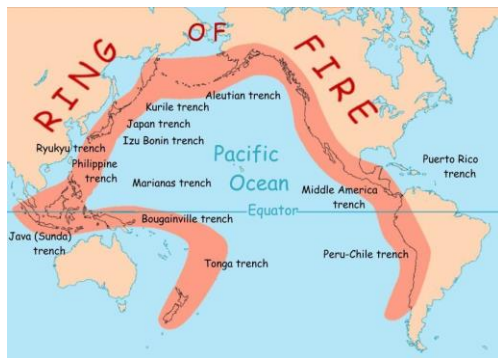 RING OF FIRE
Aleutian trench
Kurile trench
Japan trench
Izu Bonin trench
Ryukyu trench
Philippine
trench
Marianas trench
Pacific
Ocean
Equator
Puerto Rico
trench
Middle America
trench
Bougainville trench
Java (Sunda)
trench
Tonga trench
Peru-Chile trench